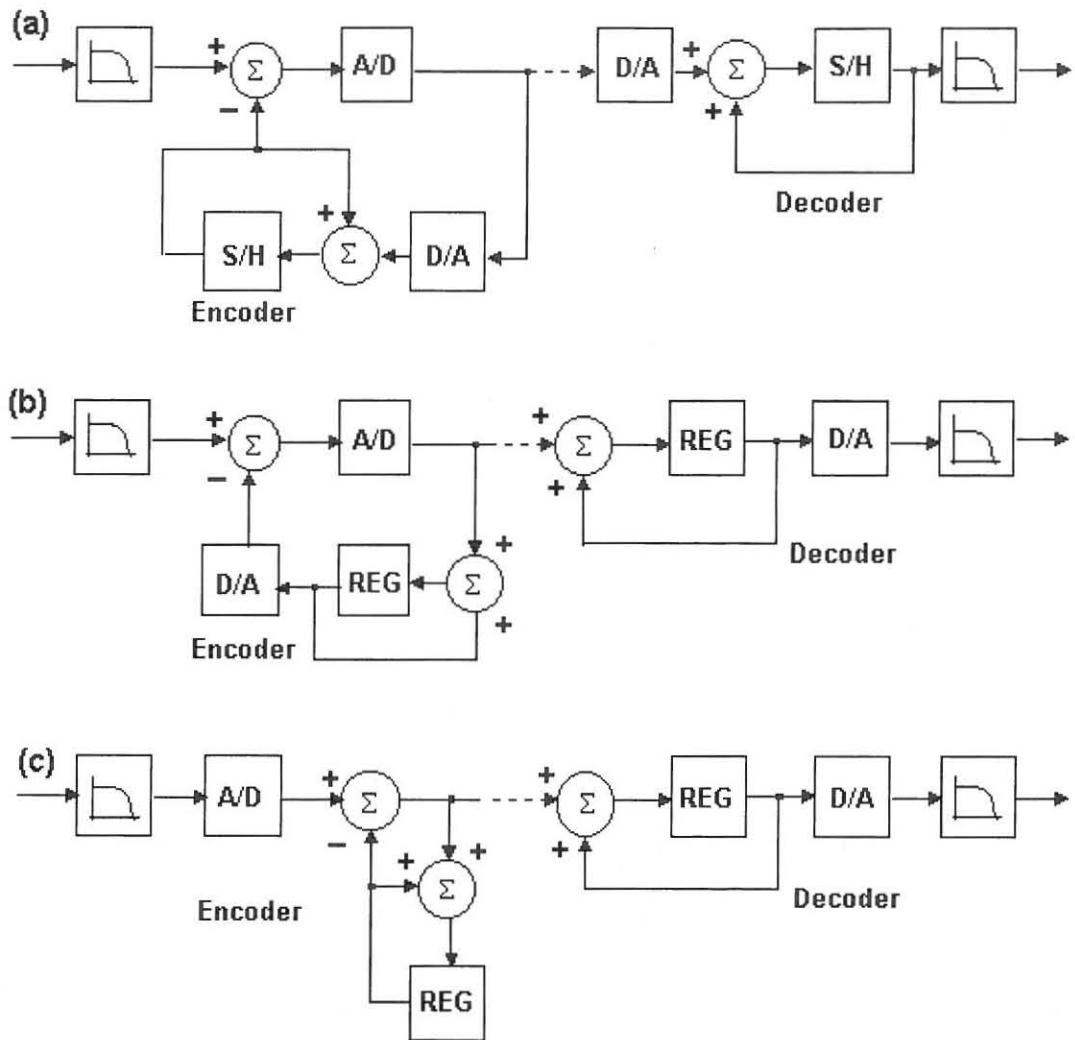 (a)
+ Σ A/D D/A + Σ S/H
− +
Decoder
+
S/H Σ D/A
Encoder
(b)
+ Σ A/D + Σ REG D/A
− +
Decoder
+
D/A REG Σ
+
Encoder
(c)
A/D + Σ + Σ REG D/A
− + + +
Σ
Encoder Decoder
REG